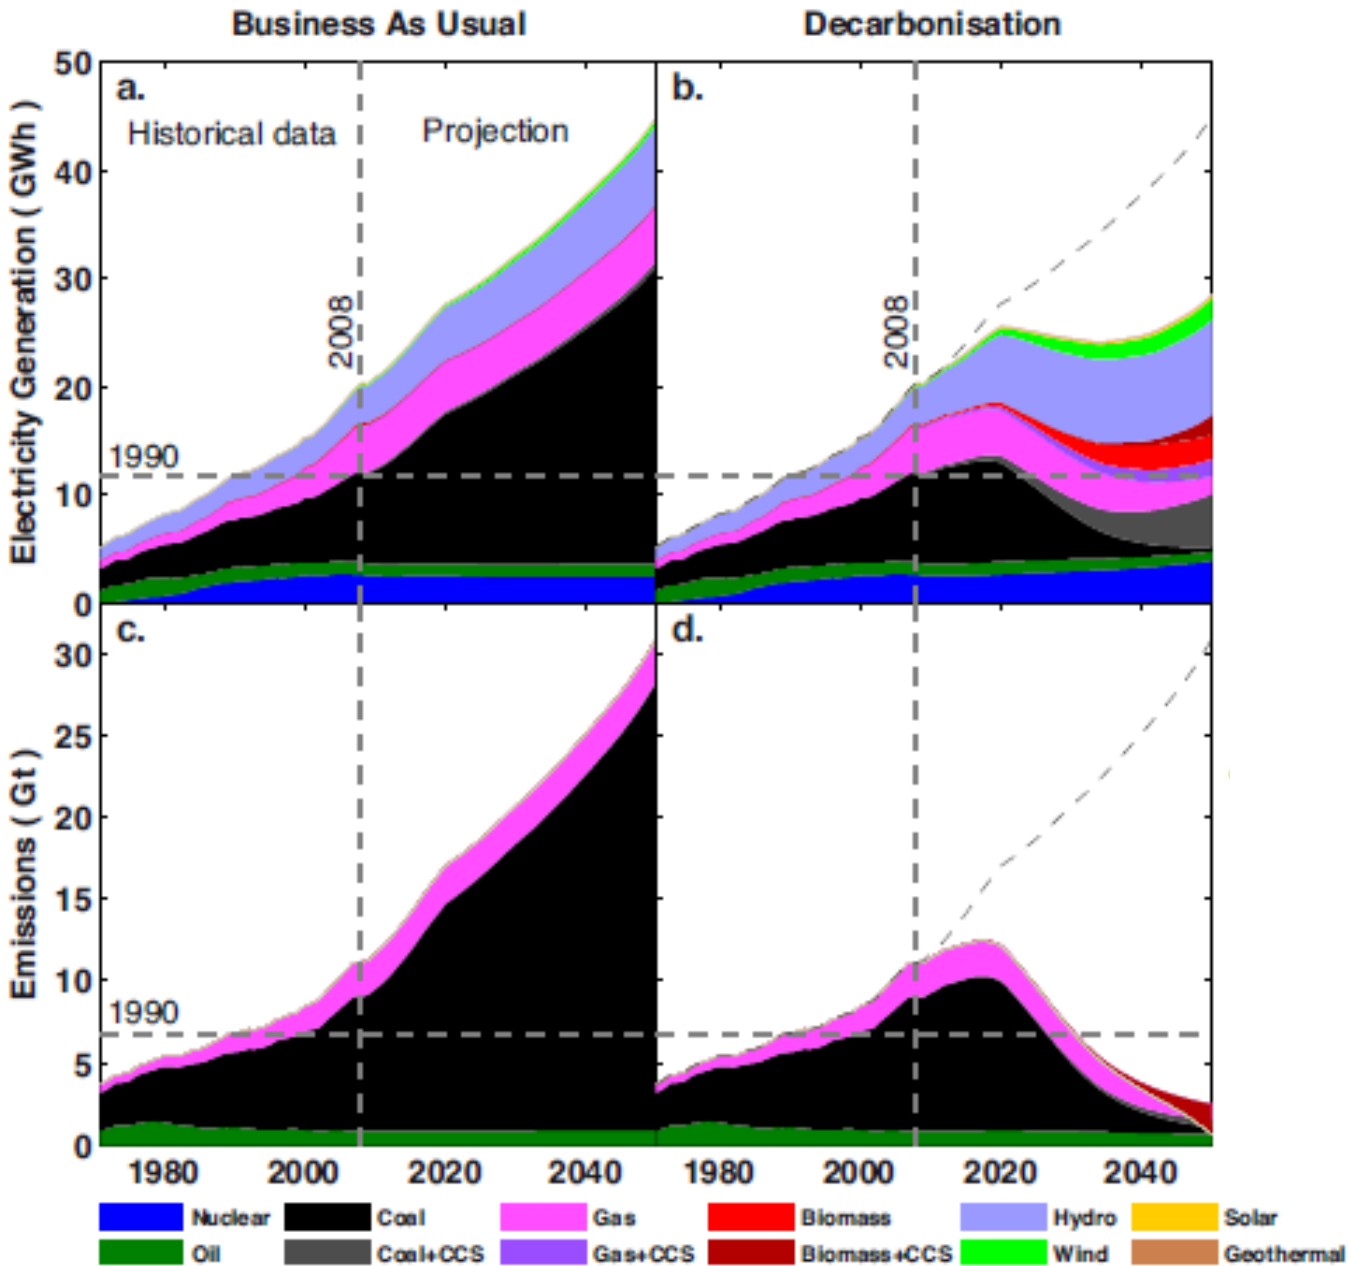 Business As Usual
Decarbonisation
Electricity Generation ( GWh )
50
40
30
20
10
0
a.
Historical data
Projection
2008
1990
b.
2008
Emissions ( Gt )
30
25
20
15
10
5
0
c.
1990
d.
1980 2000 2020 2040
1980 2000 2020 2040
Nuclear Coal Gas Biomass Hydro Solar
Oil Coal+CCS Gas+CCS Biomass+CCS Wind Geothermal